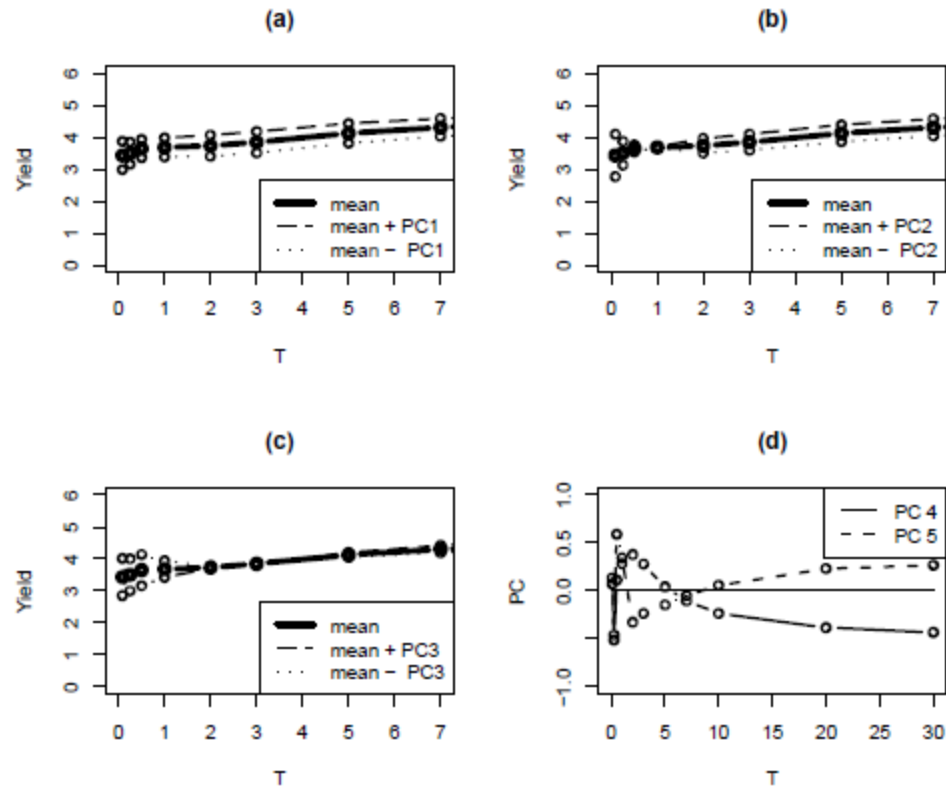 (a)
Yield
6
5
4
3
2
1
0
mean
mean + PC1
mean − PC1
0 1 2 3 4 5 6 7
T
(b)
Yield
6
5
4
3
2
1
0
mean
mean + PC2
mean − PC2
0 1 2 3 4 5 6 7
T
(c)
Yield
6
5
4
3
2
1
0
mean
mean + PC3
mean − PC3
0 1 2 3 4 5 6 7
T
(d)
PC
1.0
0.5
0.0
−1.0
PC 4
PC 5
0 5 10 15 20 25 30
T